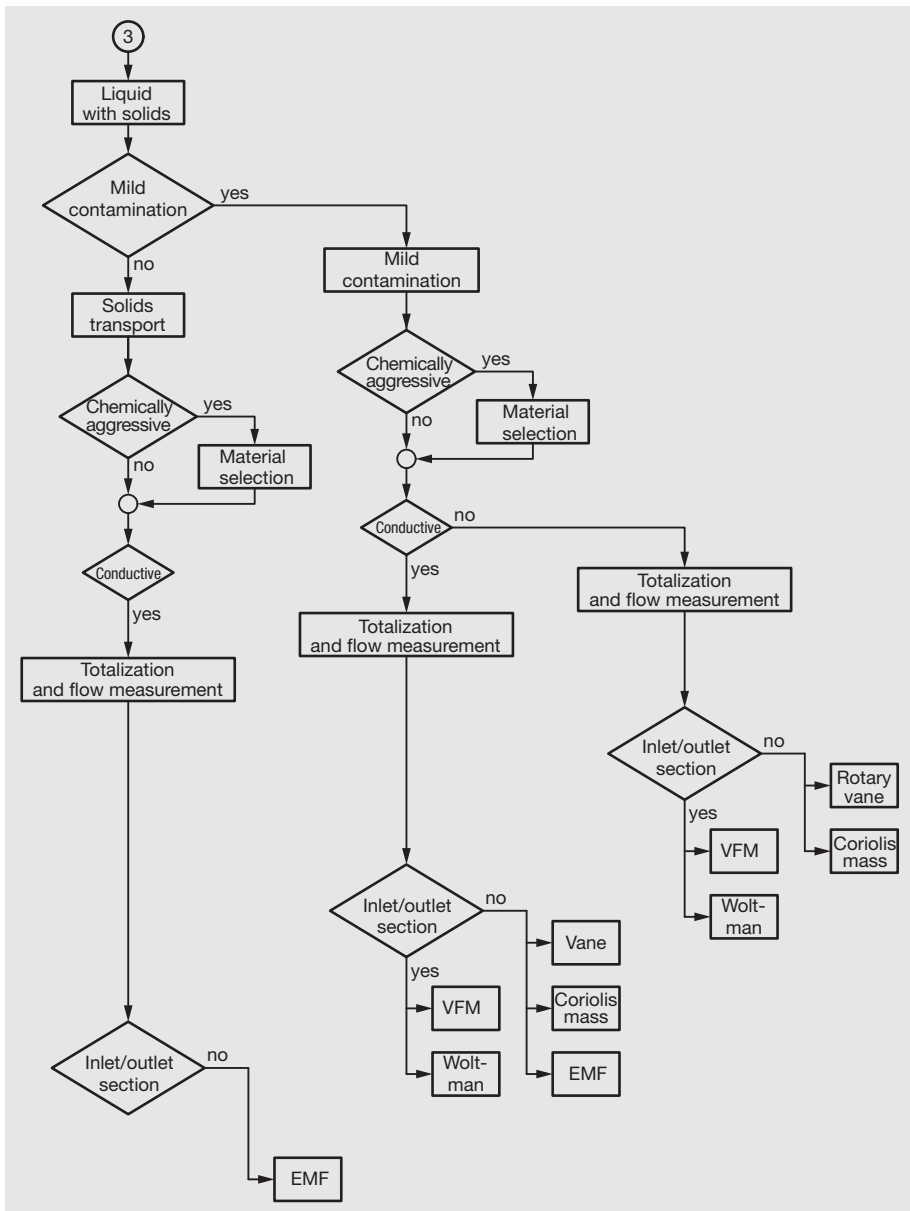 3
Liquid
with solids
Mild
contamination
yes
no
Mild
contamination
Solids
transport
Chemically
aggressive
yes
no
Material
selection
Chemically
aggressive
yes
no
Material
selection
Conductive
no
yes
Conductive
yes
Totalization
and flow measurement
Totalization
and flow measurement
Totalization
and flow measurement
Inlet/outlet
section
no
yes
Rotary
vane
VFM
Coriolis
mass
Wolt-
man
Inlet/outlet
section
no
yes
Vane
VFM
Coriolis
mass
Wolt-
man
EMF
Inlet/outlet
section
no
EMF